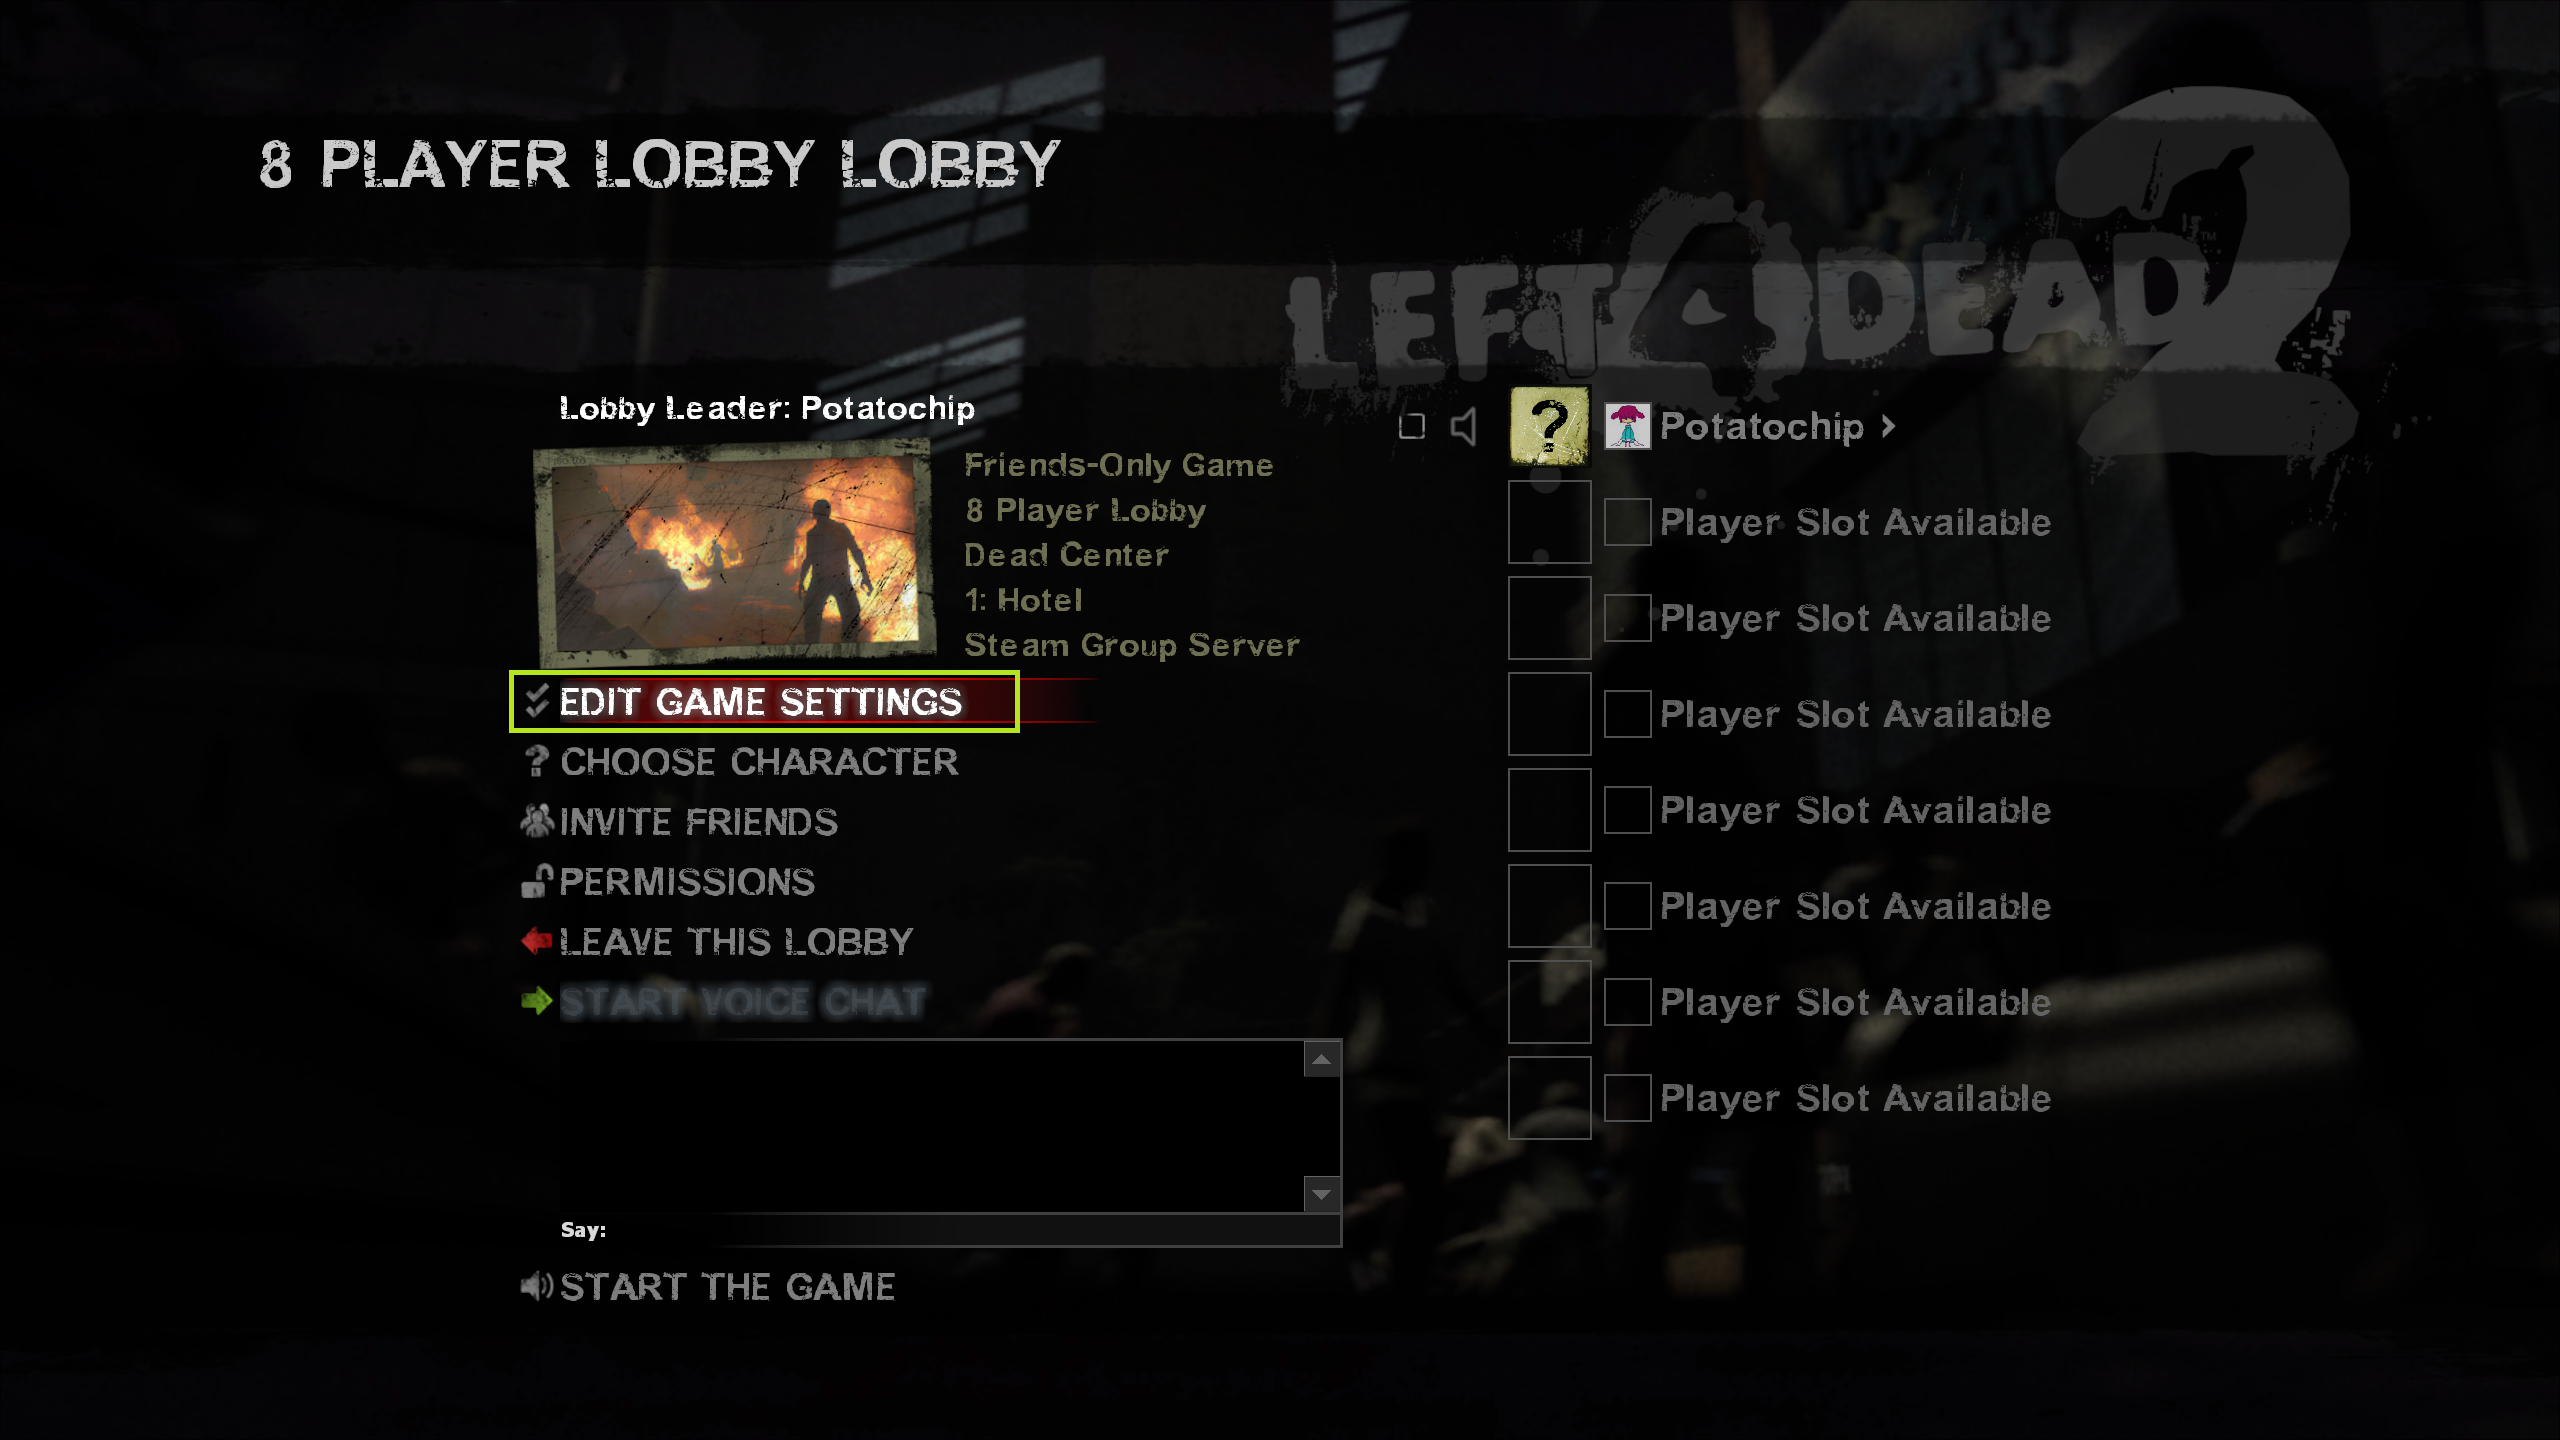 8 PLAYER LOBBY LOBBY
LEFT 4 DEAD 2
Lobby Leader: Potatochip
Friends-Only Game
8 Player Lobby
Dead Center
1: Hotel
Steam Group Server
EDIT GAME SETTINGS
CHOOSE CHARACTER
INVITE FRIENDS
PERMISSIONS
LEAVE THIS LOBBY
START VOICE CHAT
Say:
START THE GAME
?
Potatochip >
Player Slot Available
Player Slot Available
Player Slot Available
Player Slot Available
Player Slot Available
Player Slot Available
Player Slot Available